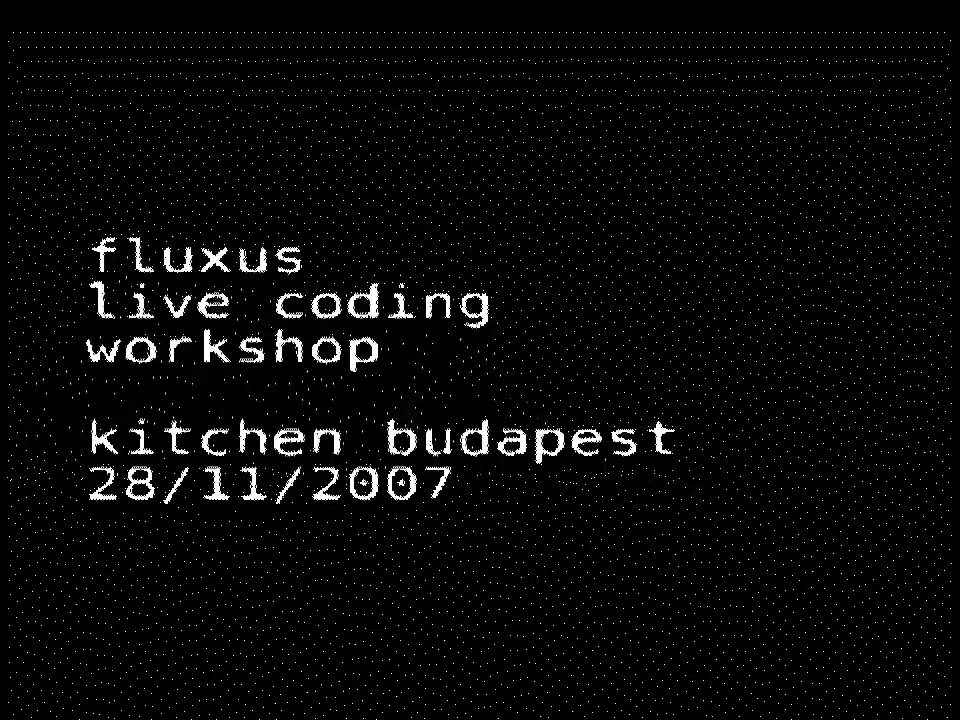 fluxus
live coding
workshop
kitchen budapest
28/11/2007